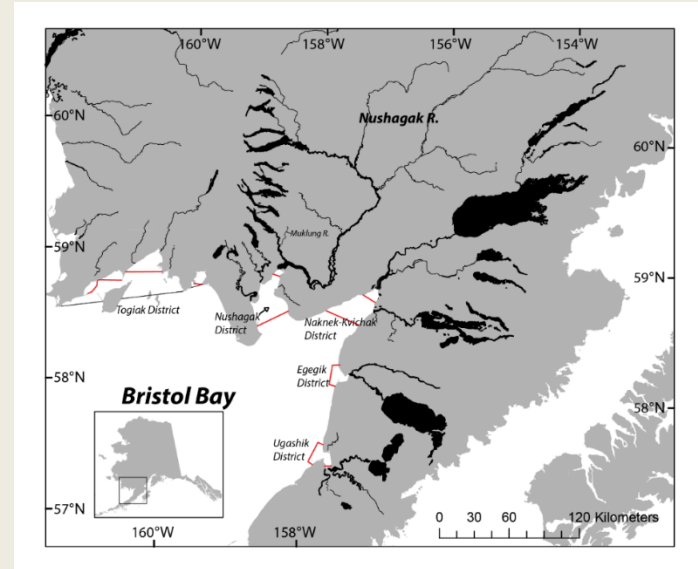 160°W 158°W 156°W 154°W
60°N
Nushagak R.
60°N
Muklung R.
59°N
59°N
Togiak District
Nushagak
District
Naknek-Kvichak
District
Egegik
District
58°N
58°N
Bristol Bay
Ugashik
District
57°N
0 30 60 120 Kilometers
160°W 158°W